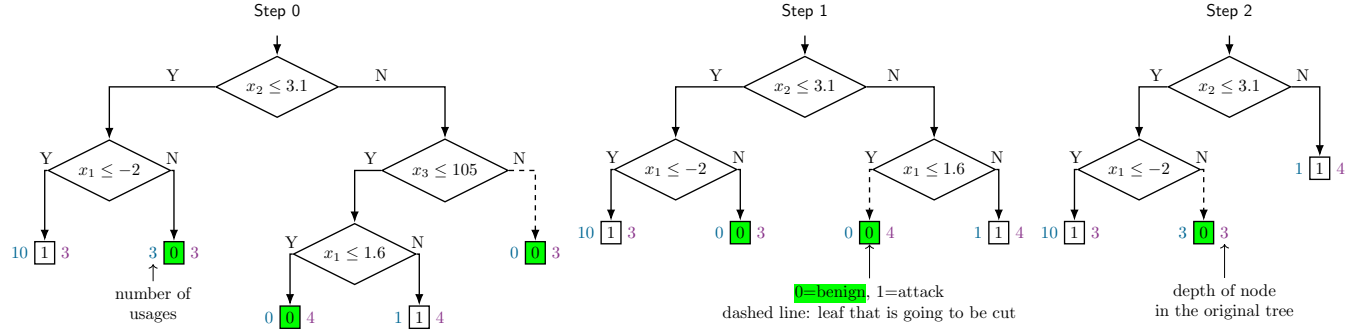 Step 0
x₂ ≤ 3.1
Y
N
x₁ ≤ −2
Y
N
x₃ ≤ 105
Y
N
10 1 3
3 0 3
x₁ ≤ 1.6
Y
N
0 0 3
number of
usages
0 0 4
1 1 4
Step 1
x₂ ≤ 3.1
Y
N
x₁ ≤ −2
Y
N
x₁ ≤ 1.6
Y
N
10 1 3
0 0 3
0 0 4
1 1 4
0=benign, 1=attack
dashed line: leaf that is going to be cut
Step 2
x₂ ≤ 3.1
Y
N
x₁ ≤ −2
Y
N
1 1 4
10 1 3
3 0 3
depth of node
in the original tree